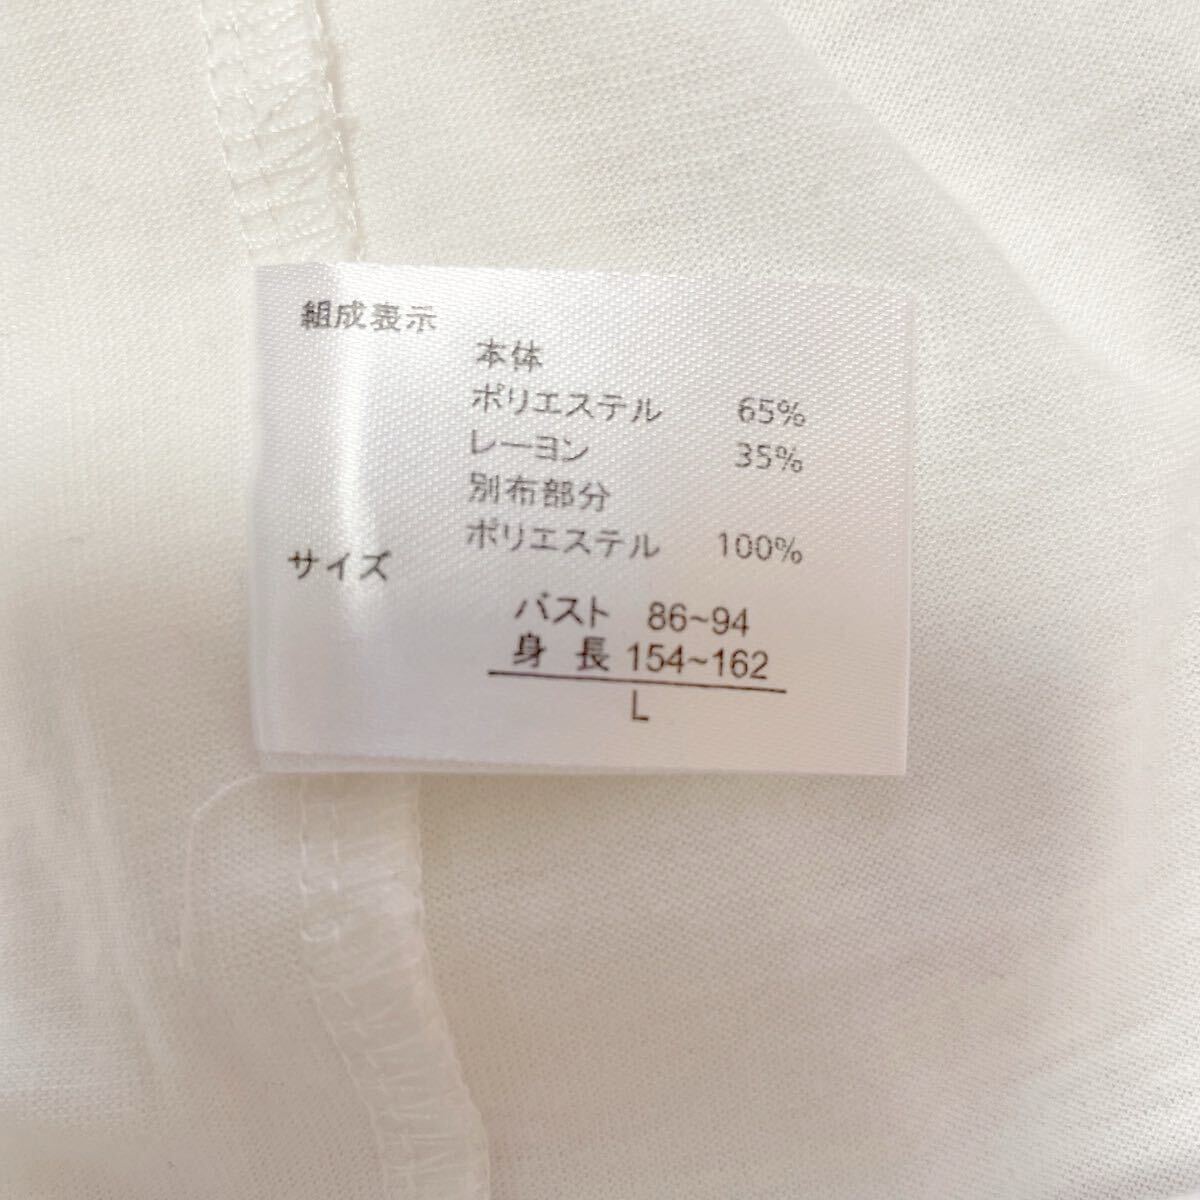 組成表示
本体
ポリエステル 65%
レーヨン 35%
別布部分
ポリエステル 100%
サイズ
バスト 86~94
身長 154~162
L